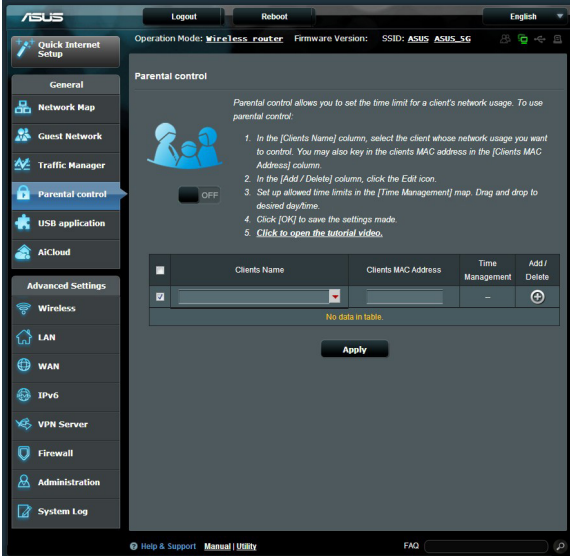 ASUS
Logout
Reboot
English
Quick Internet
Setup
Operation Mode: Wireless router Firmware Version: SSID: ASUS ASUS_5G
General
Network Map
Guest Network
Traffic Manager
Parental control
USB application
AiCloud
Advanced Settings
Wireless
LAN
WAN
IPv6
VPN Server
Firewall
Administration
System Log
Parental control
Parental control allows you to set the time limit for a client's network usage. To use
parental control:
1. In the [Clients Name] column, select the client whose network usage you want
to control. You may also key in the clients MAC address in the [Clients MAC
Address] column.
2. In the [Add / Delete] column, click the Edit icon.
3. Set up allowed time limits in the [Time Management] map. Drag and drop to
desired day/time.
4. Click [OK] to save the settings made.
5. Click to open the tutorial video.
OFF
Clients Name
Clients MAC Address
Time
Management
Add /
Delete
–
No data in table.
Apply
Help & Support Manual | Utility
FAQ